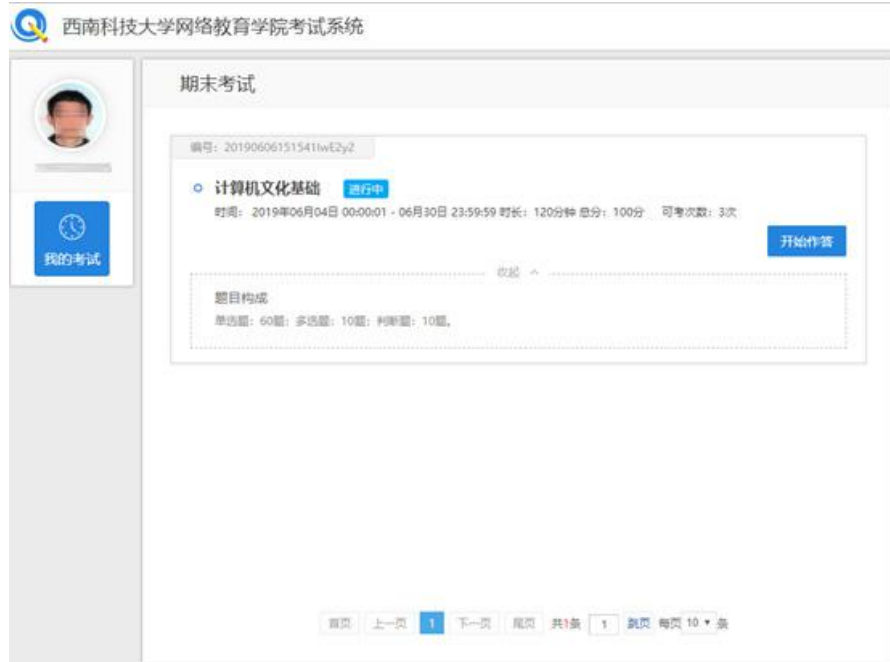 西南科技大学网络教育学院考试系统
期末考试
编号：20190606151541IwE2y2
计算机文化基础 进行中
时间： 2019年06月04日 00:00:01 - 06月30日 23:59:59 时长：120分钟 总分：100分 可考次数：3次
我的考试
开始作答
收起
题目构成
单选题：60题；多选题：10题；判断题：10题。
首页 上一页 1 下一页 尾页 共1条 1 跳页 每页 10 条